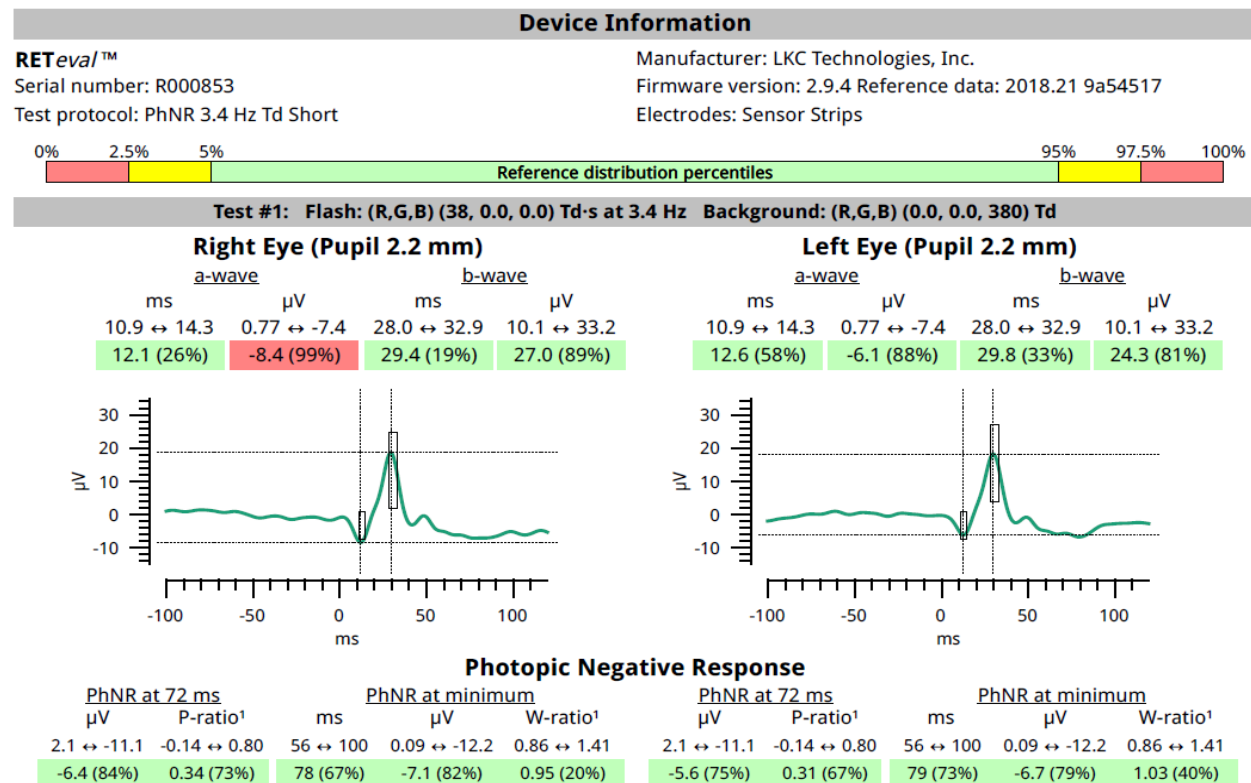 Device Information
RETeval™
Manufacturer: LKC Technologies, Inc.
Serial number: R000853
Firmware version: 2.9.4 Reference data: 2018.21 9a54517
Test protocol: PhNR 3.4 Hz Td Short
Electrodes: Sensor Strips
0% 2.5% 5% 95% 97.5% 100%
Reference distribution percentiles
Test #1: Flash: (R,G,B) (38, 0.0, 0.0) Td·s at 3.4 Hz Background: (R,G,B) (0.0, 0.0, 380) Td
Right Eye (Pupil 2.2 mm)
a-wave b-wave
ms µV ms µV
10.9 ↔ 14.3 0.77 ↔ -7.4 28.0 ↔ 32.9 10.1 ↔ 33.2
12.1 (26%) -8.4 (99%) 29.4 (19%) 27.0 (89%)
30
20
10
0
-10
µV
-100 -50 0 50 100
ms
Left Eye (Pupil 2.2 mm)
a-wave b-wave
ms µV ms µV
10.9 ↔ 14.3 0.77 ↔ -7.4 28.0 ↔ 32.9 10.1 ↔ 33.2
12.6 (58%) -6.1 (88%) 29.8 (33%) 24.3 (81%)
30
20
10
0
-10
µV
-100 -50 0 50 100
ms
Photopic Negative Response
PhNR at 72 ms PhNR at minimum
µV P-ratio¹ ms µV W-ratio¹
2.1 ↔ -11.1 -0.14 ↔ 0.80 56 ↔ 100 0.09 ↔ -12.2 0.86 ↔ 1.41
-6.4 (84%) 0.34 (73%) 78 (67%) -7.1 (82%) 0.95 (20%)
PhNR at 72 ms PhNR at minimum
µV P-ratio¹ ms µV W-ratio¹
2.1 ↔ -11.1 -0.14 ↔ 0.80 56 ↔ 100 0.09 ↔ -12.2 0.86 ↔ 1.41
-5.6 (75%) 0.31 (67%) 79 (73%) -6.7 (79%) 1.03 (40%)